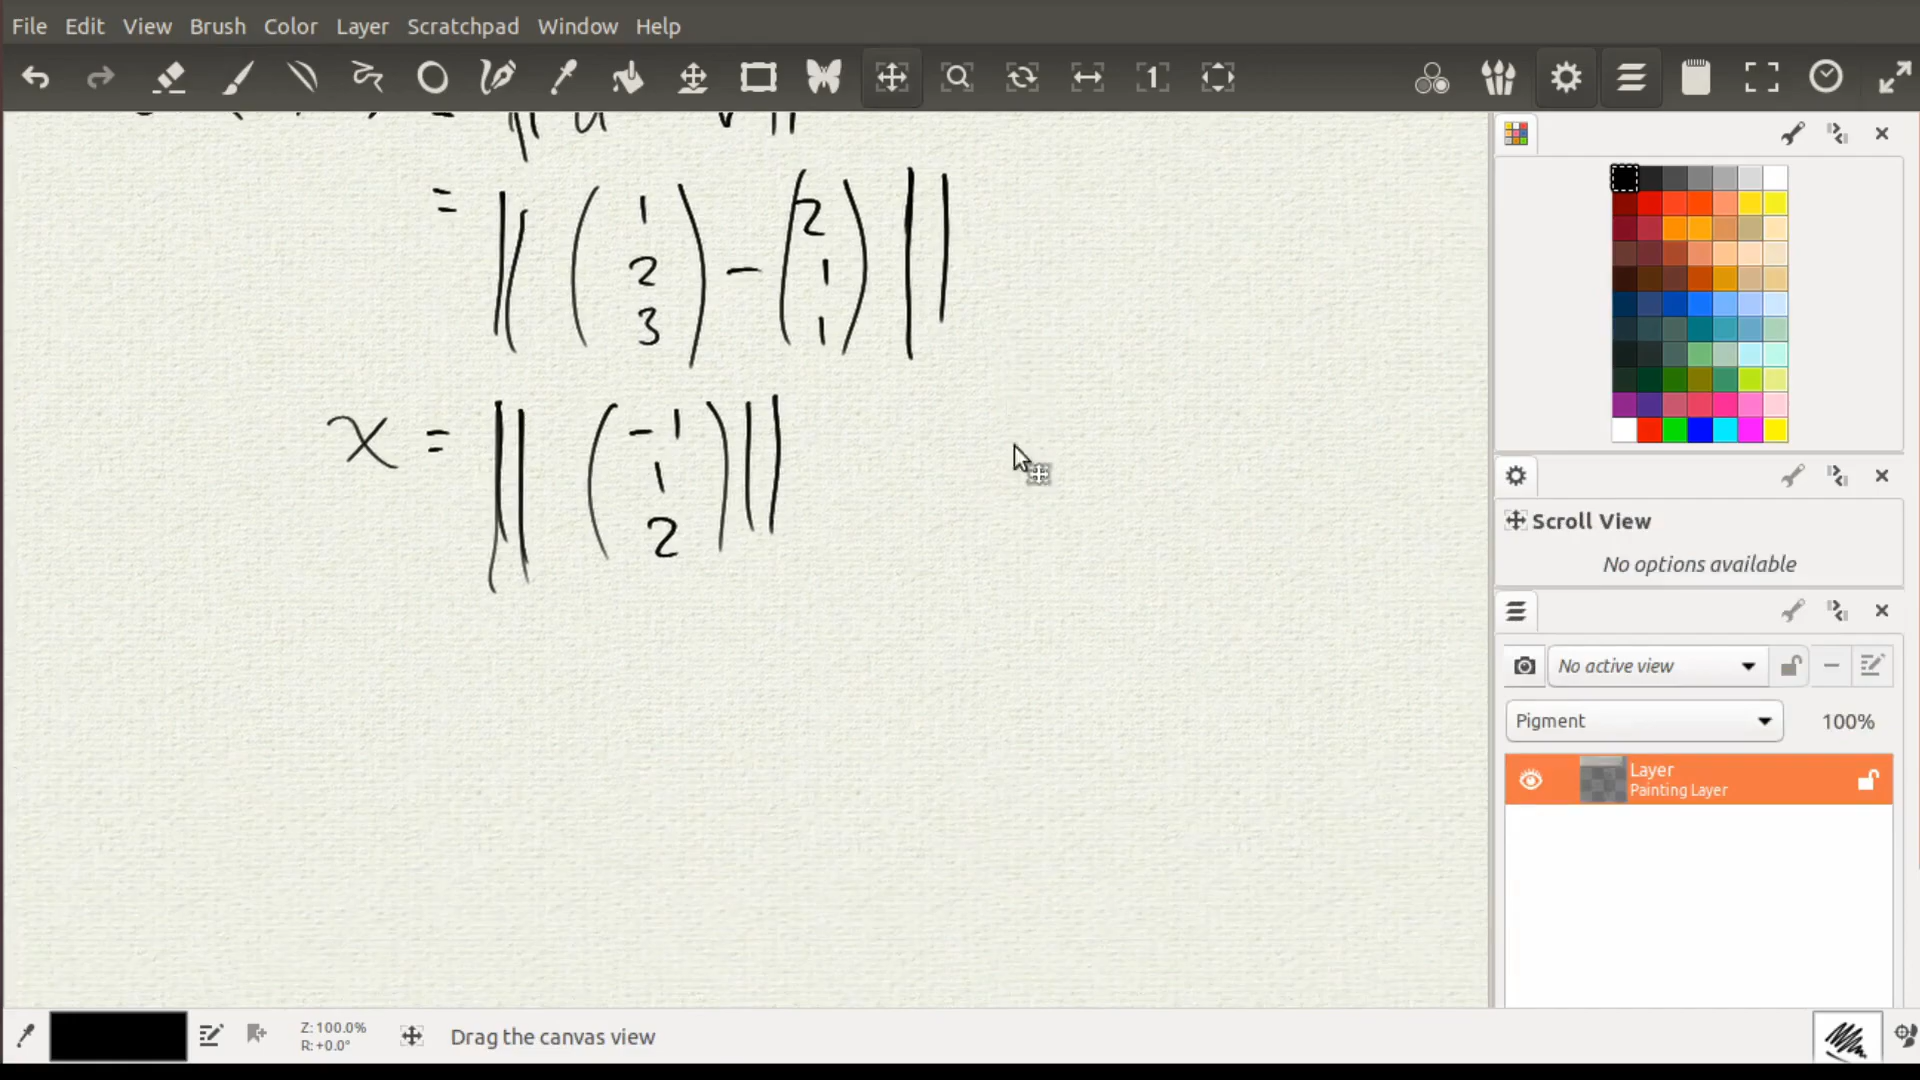 File Edit View Brush Color Layer Scratchpad Window Help
1
= ‖ ( 1 2 3 ) - ( 2 1 1 ) ‖
x = ‖ ( -1 1 2 ) ‖
Scroll View
No options available
No active view
Pigment 100%
Layer
Painting Layer
Z: 100.0%
R: +0.0°
Drag the canvas view